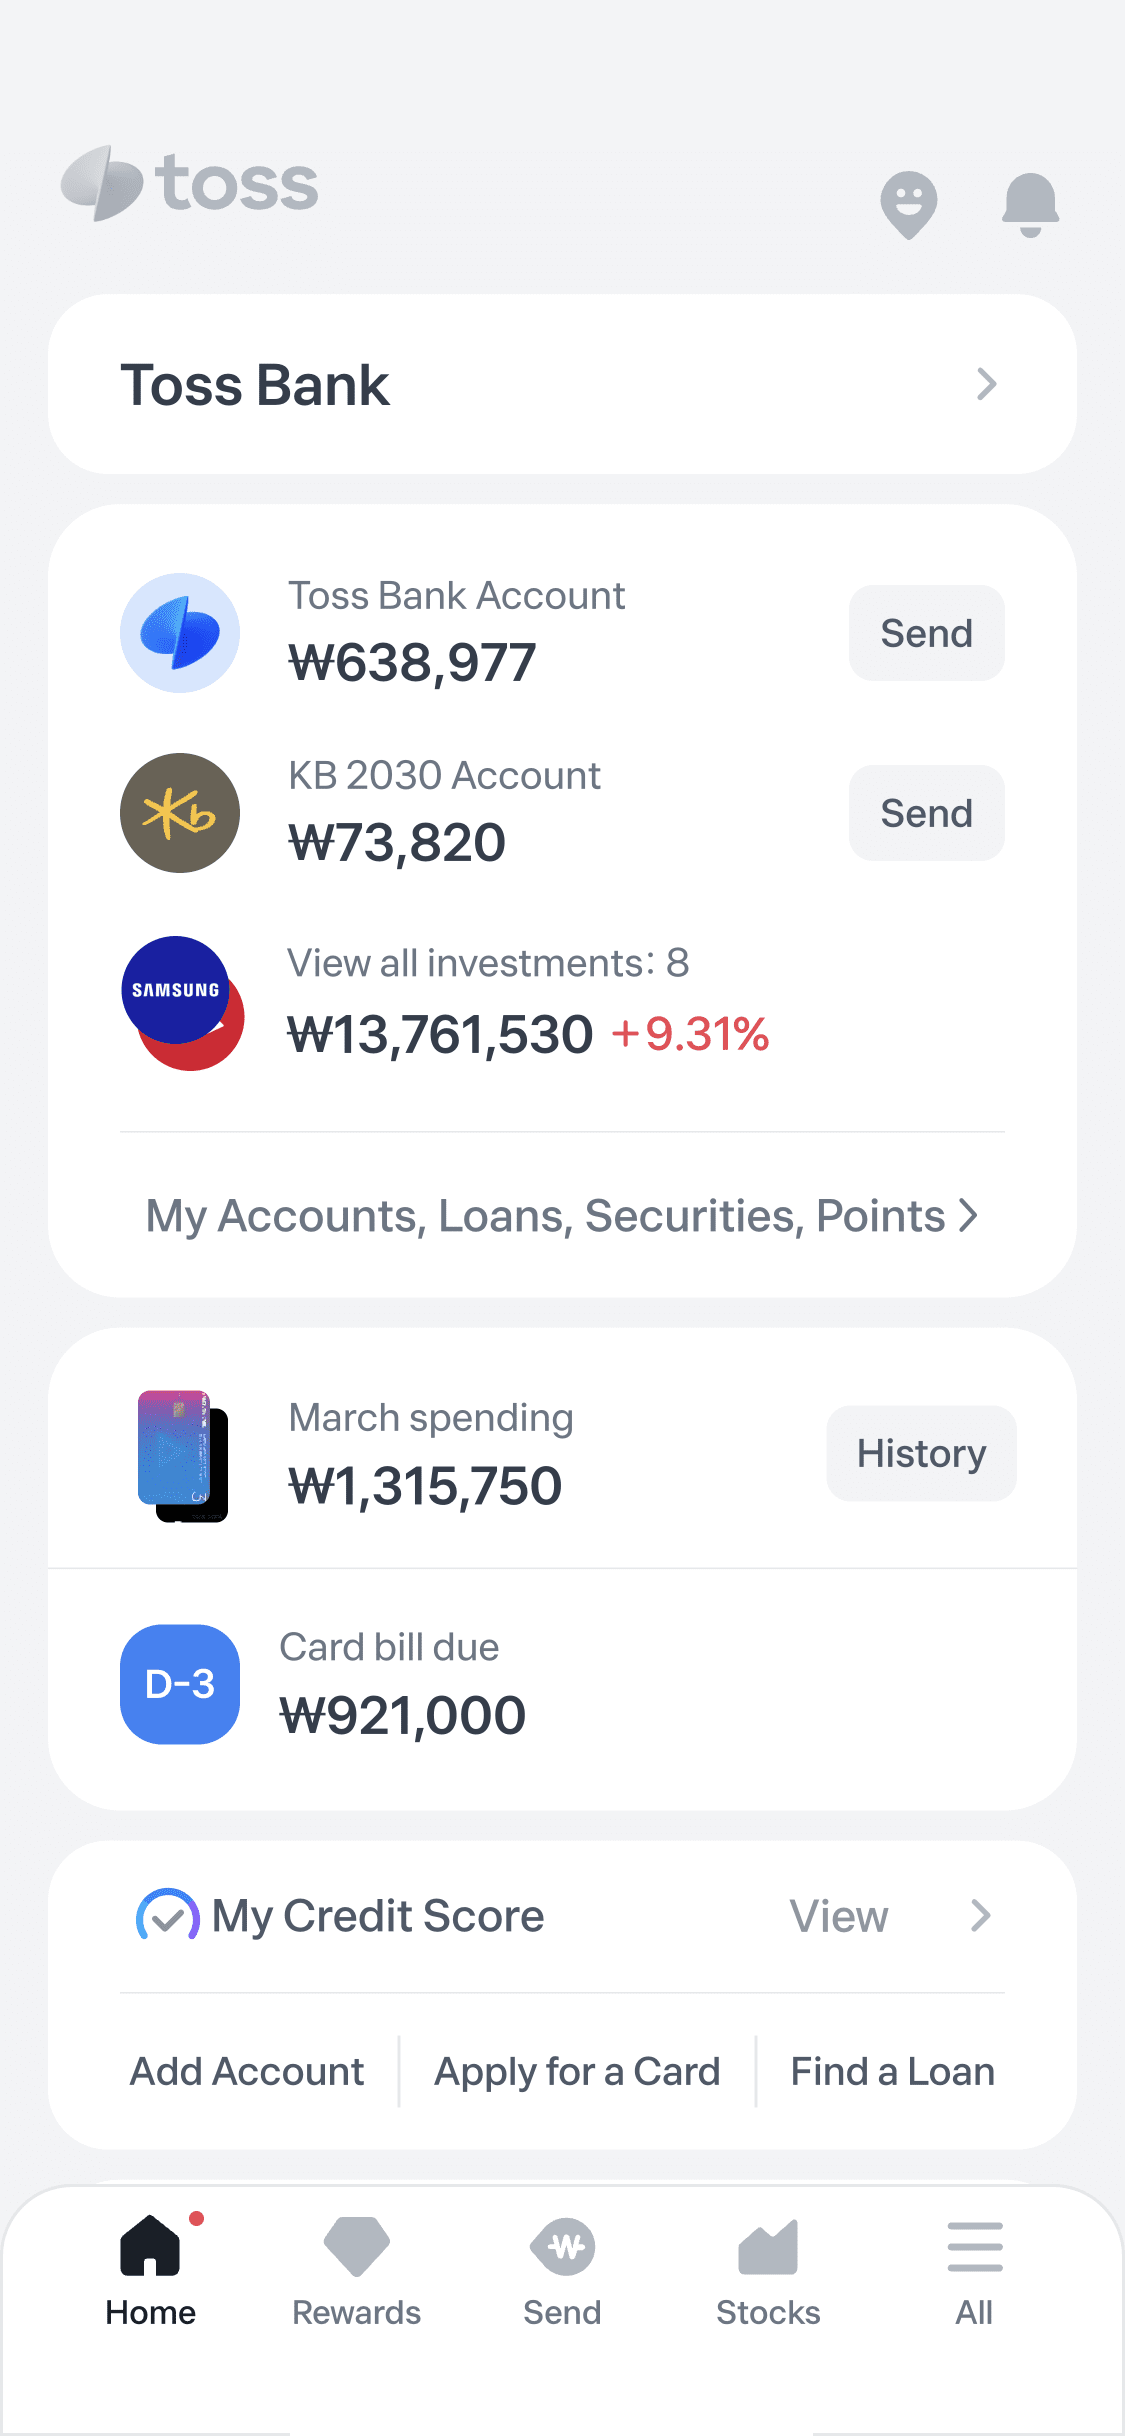 toss
Toss Bank
Toss Bank Account
₩638,977
Send
KB 2030 Account
₩73,820
Send
SAMSUNG
View all investments: 8
₩13,761,530 +9.31%
My Accounts, Loans, Securities, Points
March spending
₩1,315,750
History
D-3
Card bill due
₩921,000
My Credit Score
View
Add Account
Apply for a Card
Find a Loan
Home
Rewards
Send
Stocks
All